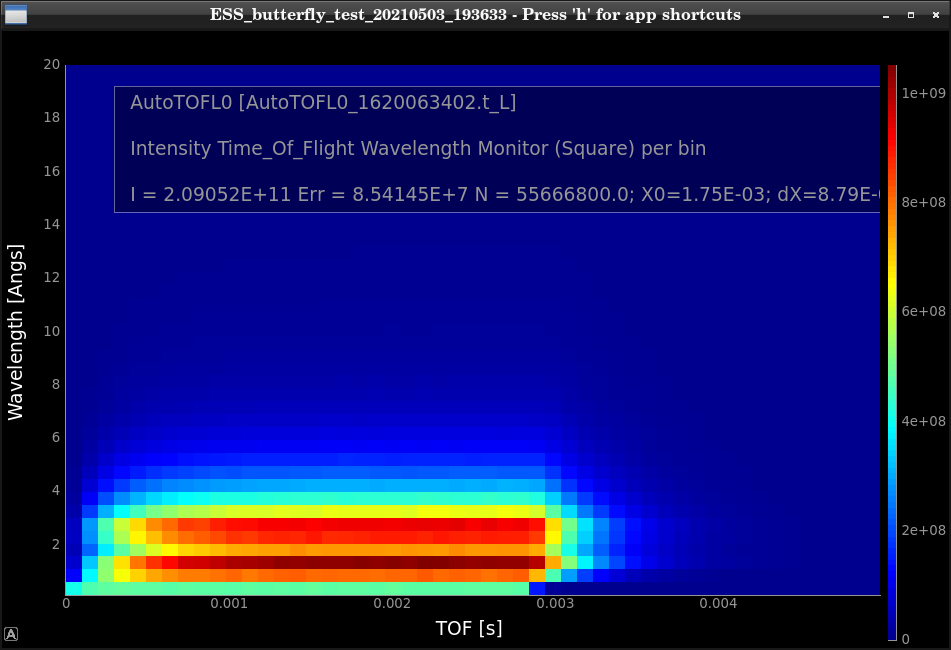 ESS_butterfly_test_20210503_193633 - Press 'h' for app shortcuts
AutoTOFL0 [AutoTOFL0_1620063402.t_L]
Intensity Time_Of_Flight Wavelength Monitor (Square) per bin
I = 2.09052E+11 Err = 8.54145E+7 N = 55666800.0; X0=1.75E-03; dX=8.79E-
20
18
16
14
12
10
8
6
4
2
Wavelength [Angs]
0 0.001 0.002 0.003 0.004
TOF [s]
1e+09
8e+08
6e+08
4e+08
2e+08
0
A